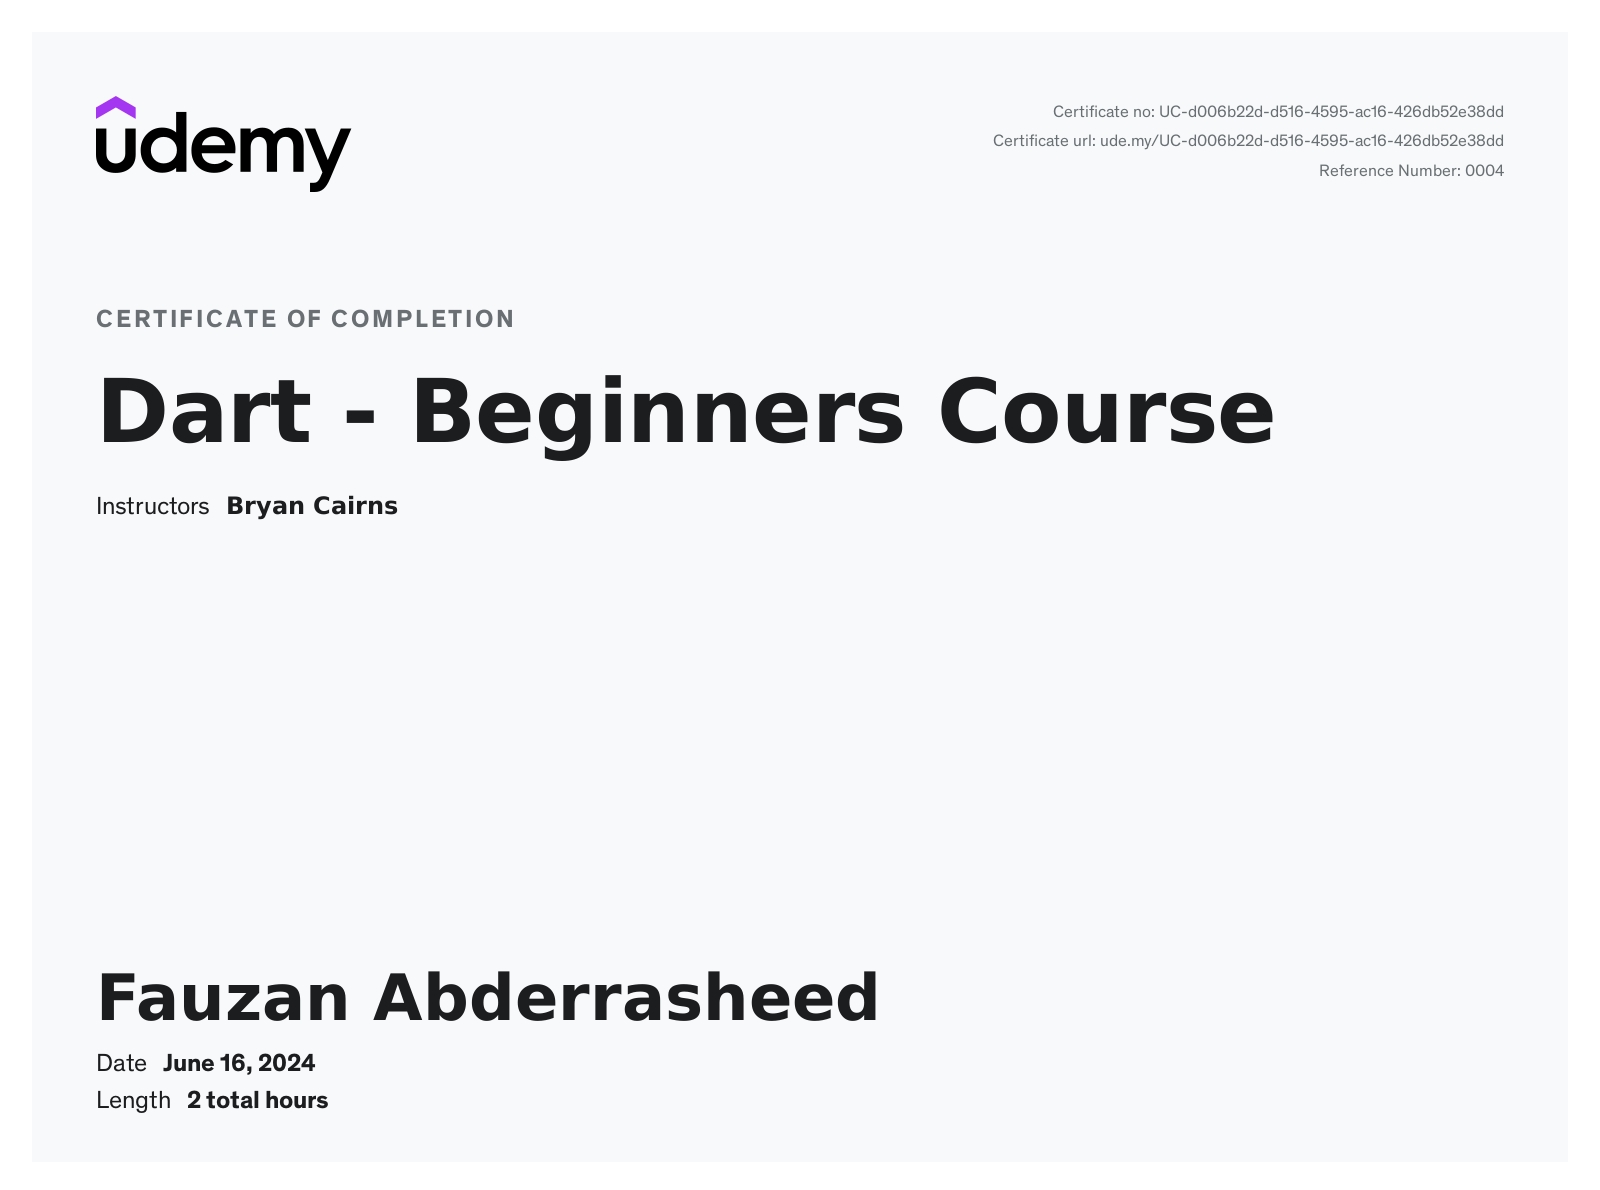 udemy
Certificate no: UC-d006b22d-d516-4595-ac16-426db52e38dd
Certificate url: ude.my/UC-d006b22d-d516-4595-ac16-426db52e38dd
Reference Number: 0004
CERTIFICATE OF COMPLETION
Dart - Beginners Course
Instructors Bryan Cairns
Fauzan Abderrasheed
Date June 16, 2024
Length 2 total hours